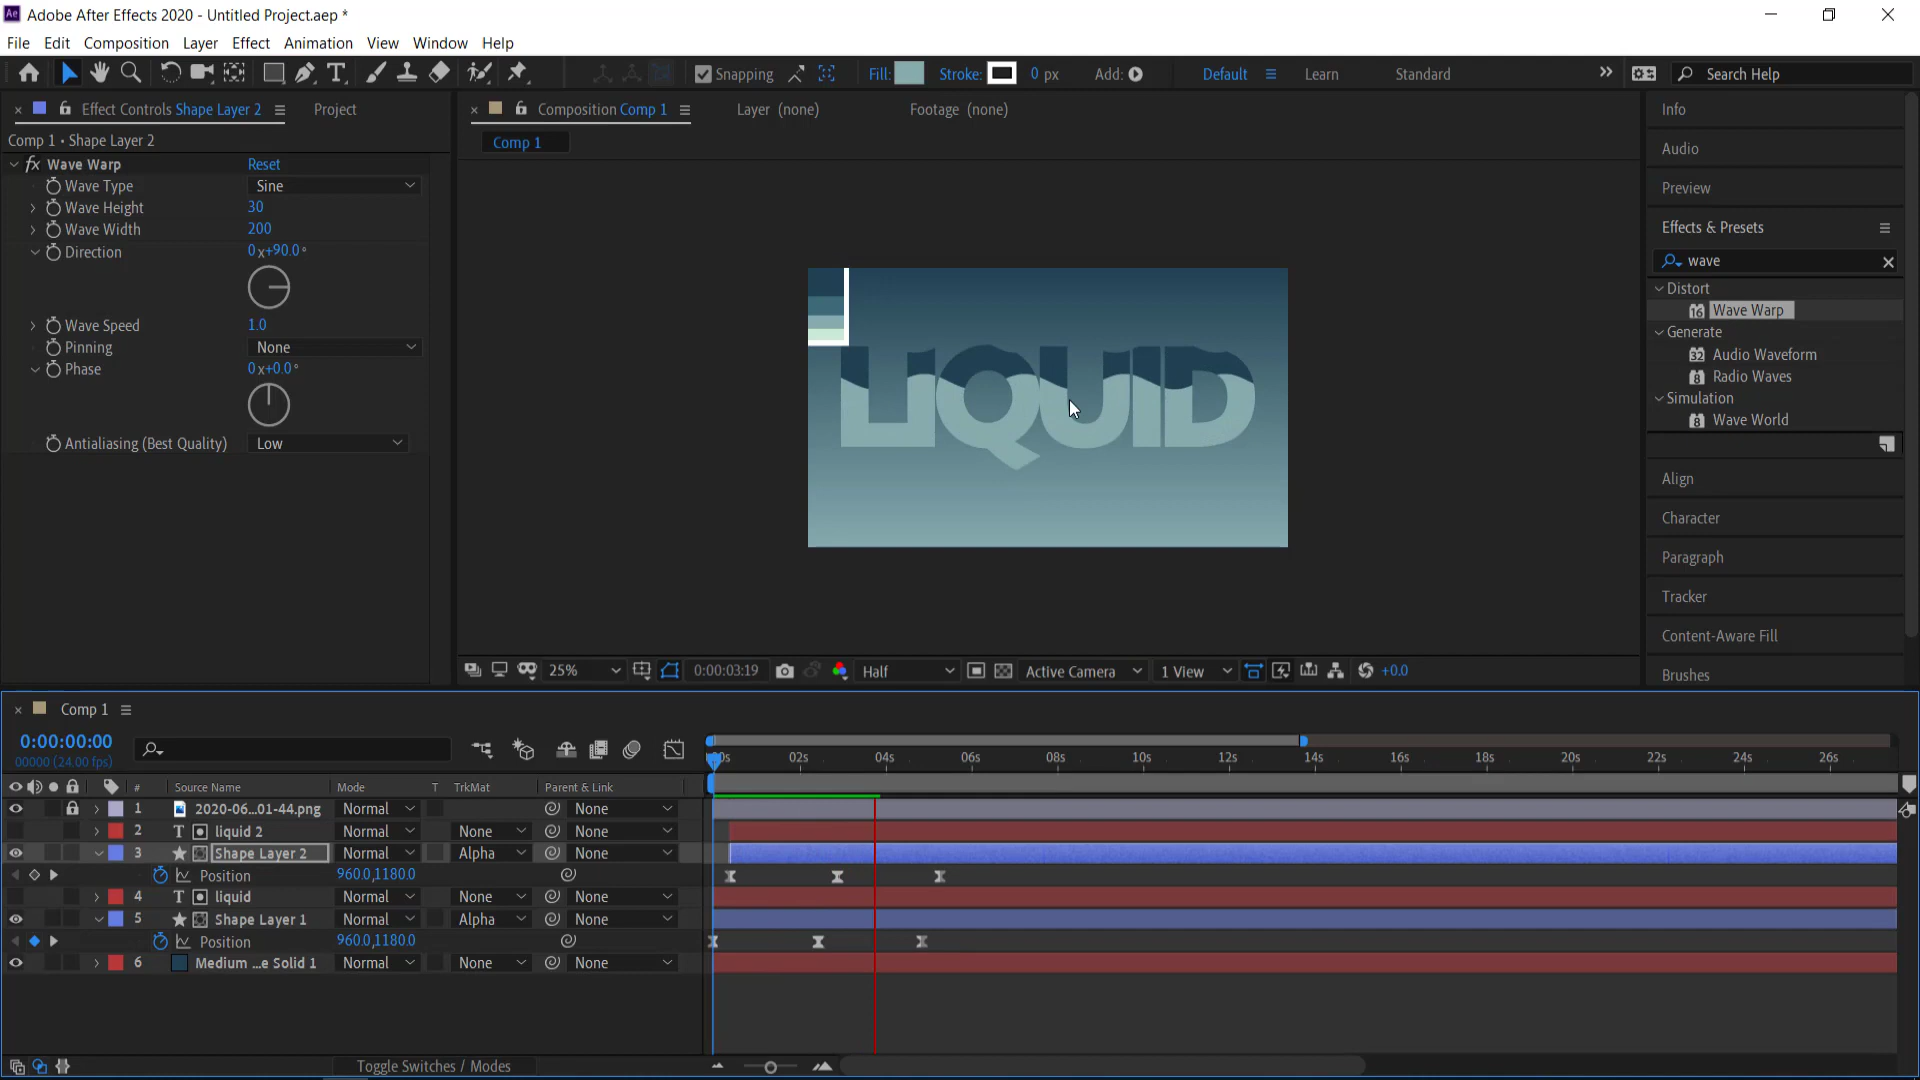 Ae Adobe After Effects 2020 - Untitled Project.aep *
File Edit Composition Layer Effect Animation View Window Help
Snapping Fill: Stroke: 0 px Add: Default Learn Standard Search Help
Effect Controls Shape Layer 2 Project
Comp 1 • Shape Layer 2
fx Wave Warp Reset
Wave Type Sine
Wave Height 30
Wave Width 200
Direction 0 x+90.0 °
Wave Speed 1.0
Pinning None
Phase 0 x+0.0 °
Antialiasing (Best Quality) Low
Composition Comp 1 Layer (none) Footage (none)
Comp 1
LIQUID
25% 0:00:03:19 Half Active Camera 1 View +0.0
Info
Audio
Preview
Effects & Presets
wave
Distort
16 Wave Warp
Generate
32 Audio Waveform
8 Radio Waves
Simulation
8 Wave World
Align
Character
Paragraph
Tracker
Content-Aware Fill
Brushes
Comp 1
0:00:00:00
00000 (24.00 fps)
02s 04s 06s 08s 10s 12s 14s 16s 18s 20s 22s 24s 26s
# Source Name Mode T TrkMat Parent & Link
1 2020-06...01-44.png Normal None
2 T liquid 2 Normal None None
3 Shape Layer 2 Normal Alpha None
Position 960.0,1180.0
4 T liquid Normal None None
5 Shape Layer 1 Normal Alpha None
Position 960.0,1180.0
6 Medium ...e Solid 1 Normal None None
Toggle Switches / Modes